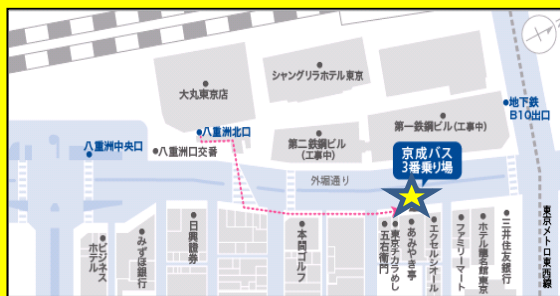 シャングリラホテル東京
大丸東京店
地下鉄
B10出口
八重洲北口
第一鉄鋼ビル(工事中)
第二鉄鋼ビル
(工事中)
八重洲中央口
八重洲口交番
京成バス
3番乗り場
外堀通り
ビジネス
ホテル
みずほ銀行
日興證券
本間ゴルフ
五右衛門
東京チカラめし
あみやき亭
エクセルシオール
ファミリーマート
ホテル龍名館東京
三井住友銀行
東京メトロ東西線